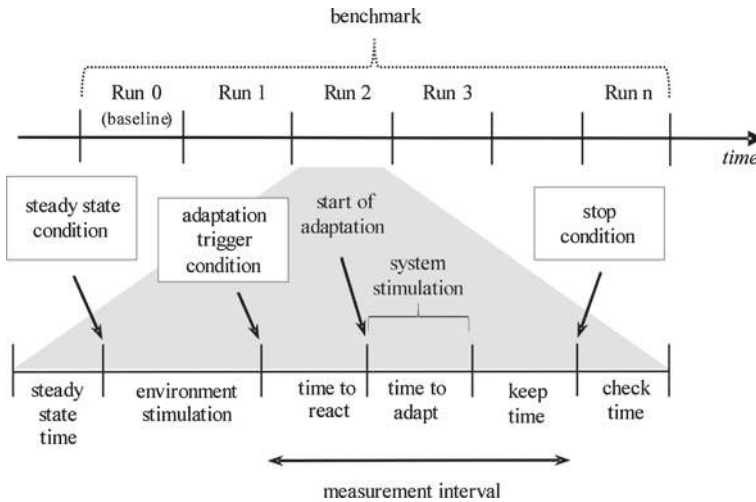 benchmark
Run 0
(baseline)
Run 1
Run 2
Run 3
Run n
time
steady state
condition
adaptation
trigger
condition
start of
adaptation
system
stimulation
stop
condition
steady
state
time
environment
stimulation
time to
react
time to
adapt
keep
time
check
time
measurement interval